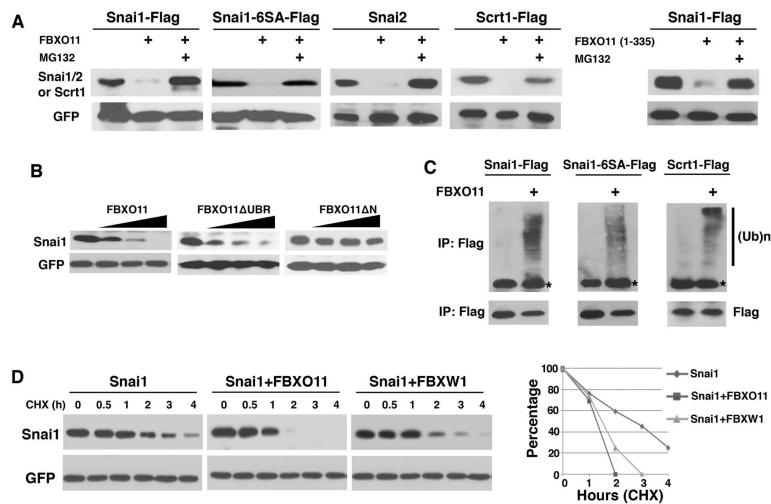 A
Snai1-Flag Snai1-6SA-Flag Snai2 Scrt1-Flag Snai1-Flag
FBXO11 + + + + + + + + FBXO11 (1-335) + +
MG132 + + + + MG132 +
Snai1/2
or Scrt1
GFP
B
FBXO11 FBXO11ΔUBR FBXO11ΔN
Snai1
GFP
C
Snai1-Flag Snai1-6SA-Flag Scrt1-Flag
FBXO11 + + +
IP: Flag (Ub)n
* * *
IP: Flag Flag
D
Snai1 Snai1+FBXO11 Snai1+FBXW1
CHX (h) 0 0.5 1 2 3 4 0 0.5 1 2 3 4 0 0.5 1 2 3 4
Snai1
GFP
Percentage
100
80
60
40
20
0
0 1 2 3 4
Hours (CHX)
Snai1
Snai1+FBXO11
Snai1+FBXW1